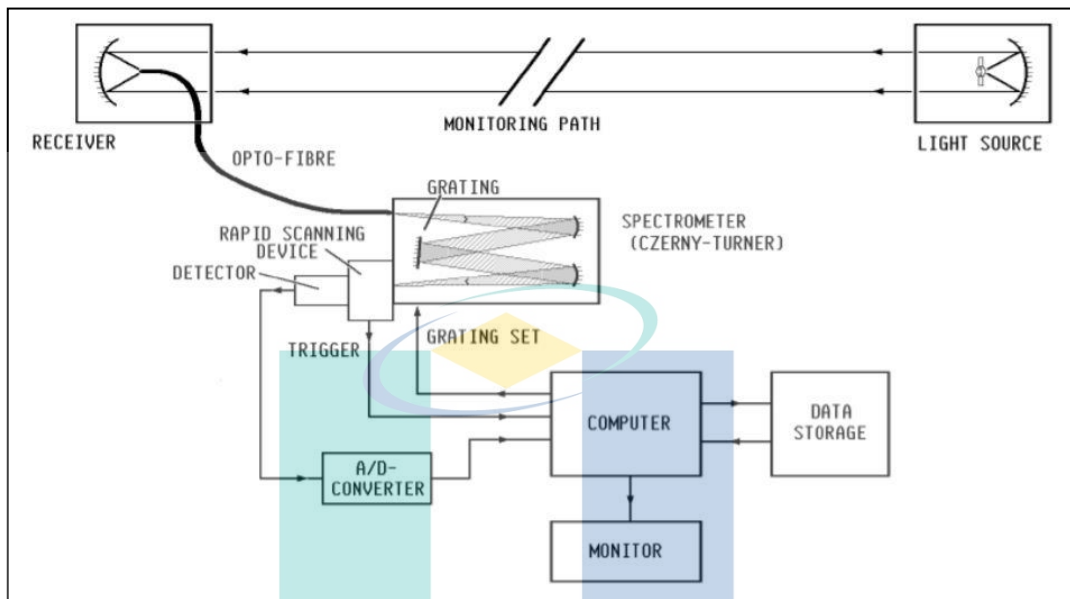 RECEIVER
MONITORING PATH
LIGHT SOURCE
OPTO-FIBRE
GRATING
SPECTROMETER
(CZERNY-TURNER)
RAPID SCANNING
DEVICE
DETECTOR
TRIGGER
GRATING SET
COMPUTER
DATA
STORAGE
A/D-
CONVERTER
MONITOR